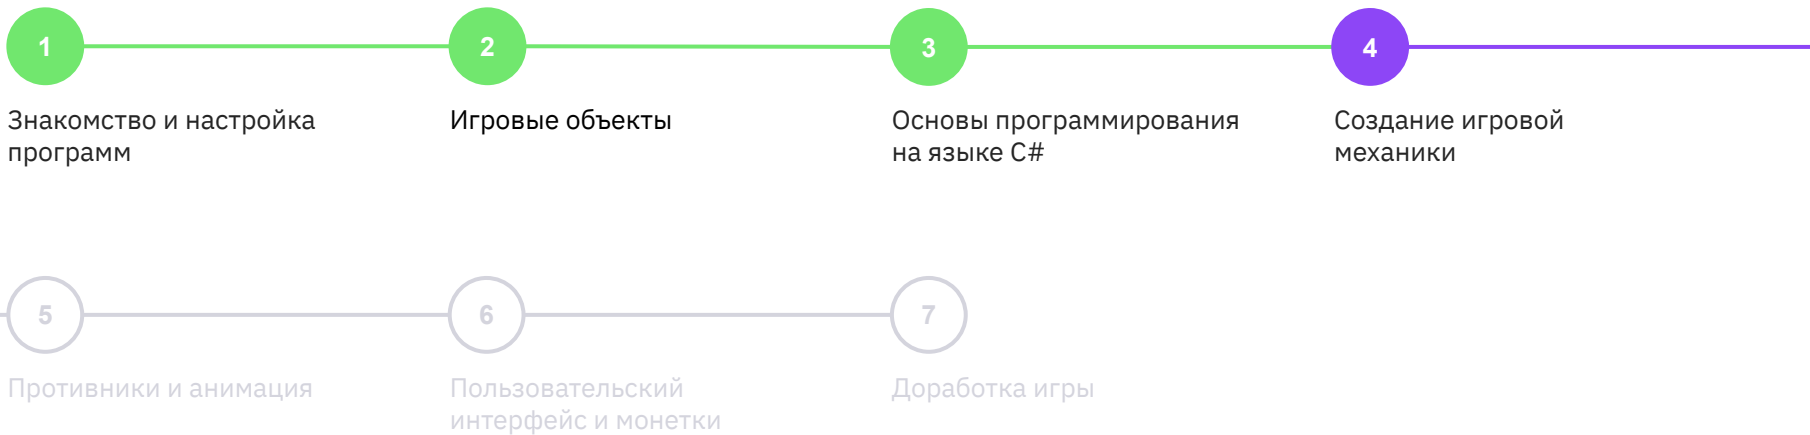 1 2 3 4
Знакомство и настройка
программ
Игровые объекты
Основы программирования
на языке C#
Создание игровой
механики
5 6 7
Противники и анимация
Пользовательский
интерфейс и монетки
Доработка игры